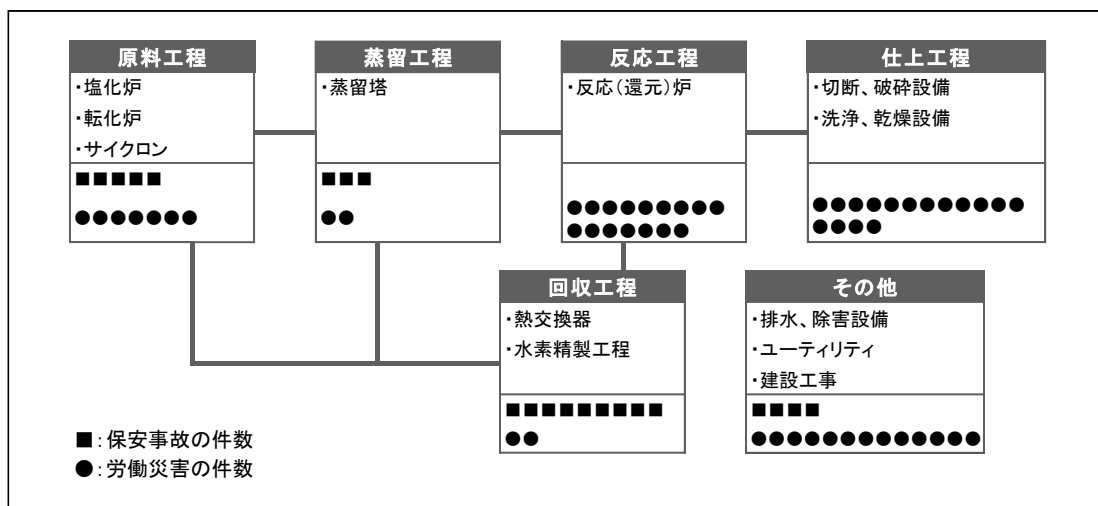 原料工程
・塩化炉
・転化炉
・サイクロン
■■■■■
●●●●●●●
蒸留工程
・蒸留塔
■■■
●●
反応工程
・反応(還元)炉
●●●●●●●●●
●●●●●●●
仕上工程
・切断、破砕設備
・洗浄、乾燥設備
●●●●●●●●●●●●
●●●●
回収工程
・熱交換器
・水素精製工程
■■■■■■■■■
●●
その他
・排水、除害設備
・ユーティリティ
・建設工事
■■■■
●●●●●●●●●●●●●
■:保安事故の件数
●:労働災害の件数